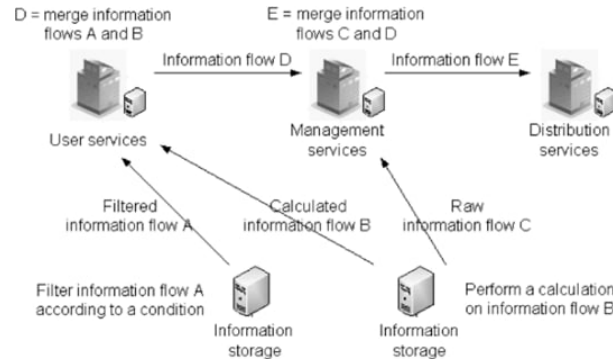 D = merge information
flows A and B
E = merge information
flows C and D
Information flow D
Information flow E
User services
Management
services
Distribution
services
Filtered
information flow A
Calculated
information flow B
Raw
information flow C
Filter information flow A
according to a condition
Information
storage
Information
storage
Perform a calculation
on information flow B